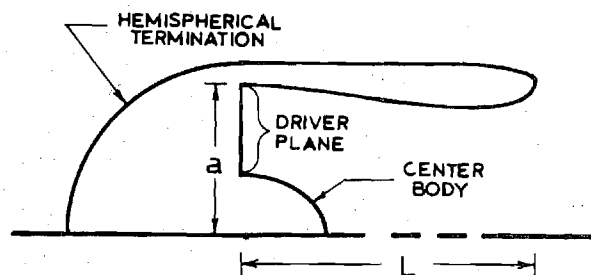 HEMISPHERICAL
TERMINATION
DRIVER
PLANE
a
CENTER
BODY
L